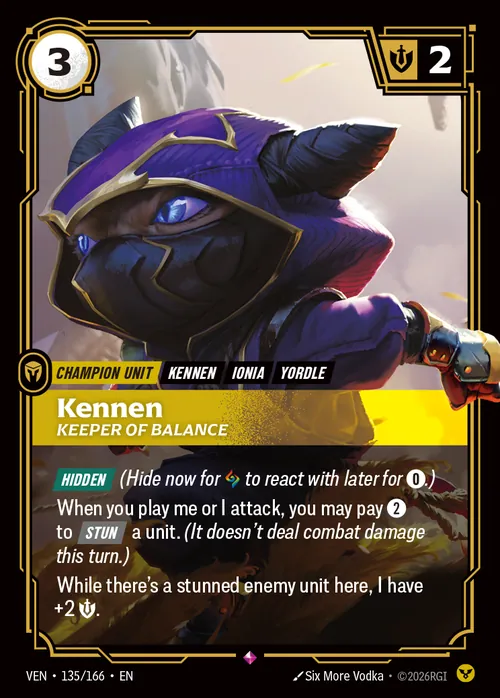 3
2
CHAMPION UNIT KENNEN IONIA YORDLE
Kennen
KEEPER OF BALANCE
HIDDEN (Hide now for to react with later for 0.)
When you play me or I attack, you may pay 2
to STUN a unit. (It doesn't deal combat damage
this turn.)
While there's a stunned enemy unit here, I have
+2.
VEN • 135/166 • EN
Six More Vodka • ©2026RGI